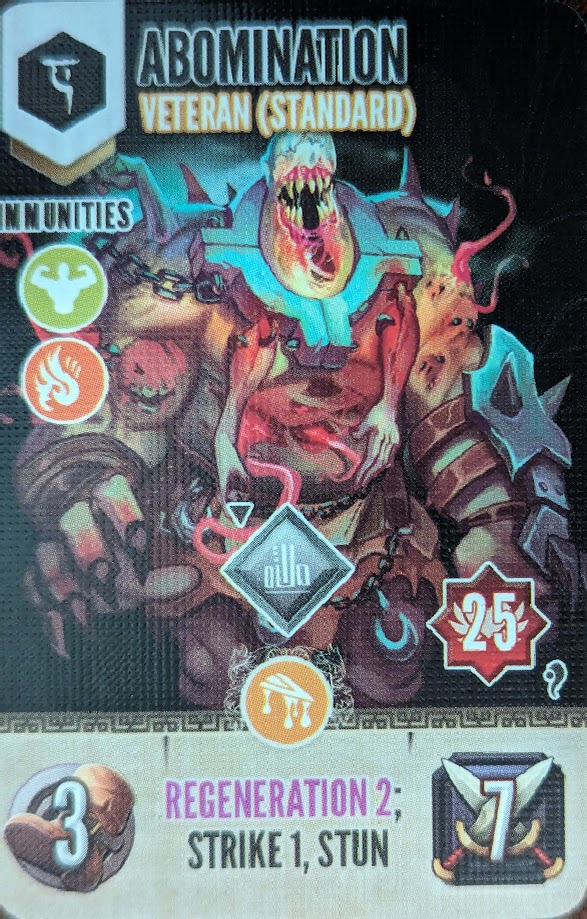 ABOMINATION
VETERAN (STANDARD)
IMMUNITIES
25
3
REGENERATION 2;
STRIKE 1, STUN
7